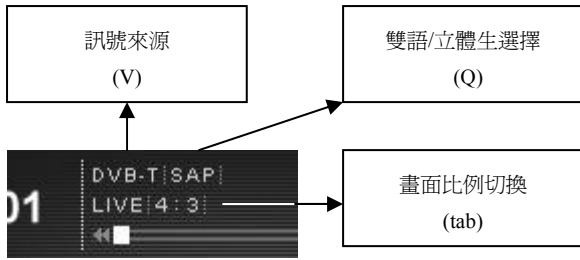 訊號來源
(V)
雙語/立體生選擇
(Q)
01
DVB-T|SAP|
LIVE|4:3|
畫面比例切換
(tab)